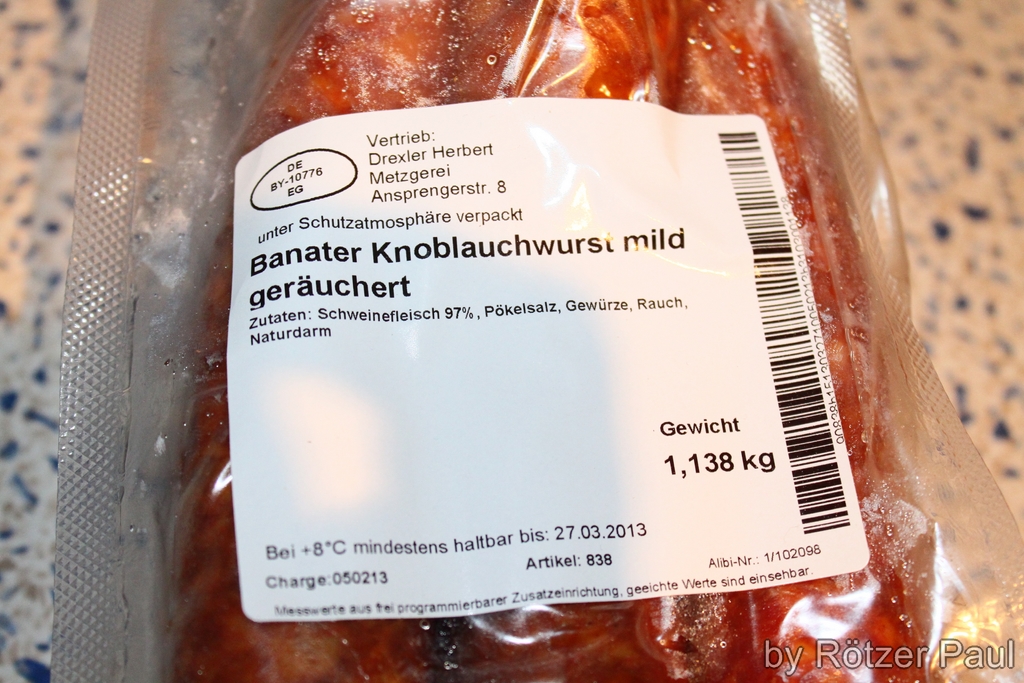 Vertrieb:
Drexler Herbert
Metzgerei
Ansprengerstr. 8
DE
BY-10776
EG
unter Schutzatmosphäre verpackt
Banater Knoblauchwurst mild
geräuchert
Zutaten: Schweinefleisch 97%, Pökelsalz, Gewürze, Rauch,
Naturdarm
Gewicht
1,138 kg
Bei +8°C mindestens haltbar bis: 27.03.2013
Artikel: 838
Charge:050213
Alibi-Nr.: 1/102098
Messwerte aus frei programmierbarer Zusatzeinrichtung, geeichte Werte sind einsehbar.
by Rötzer Paul